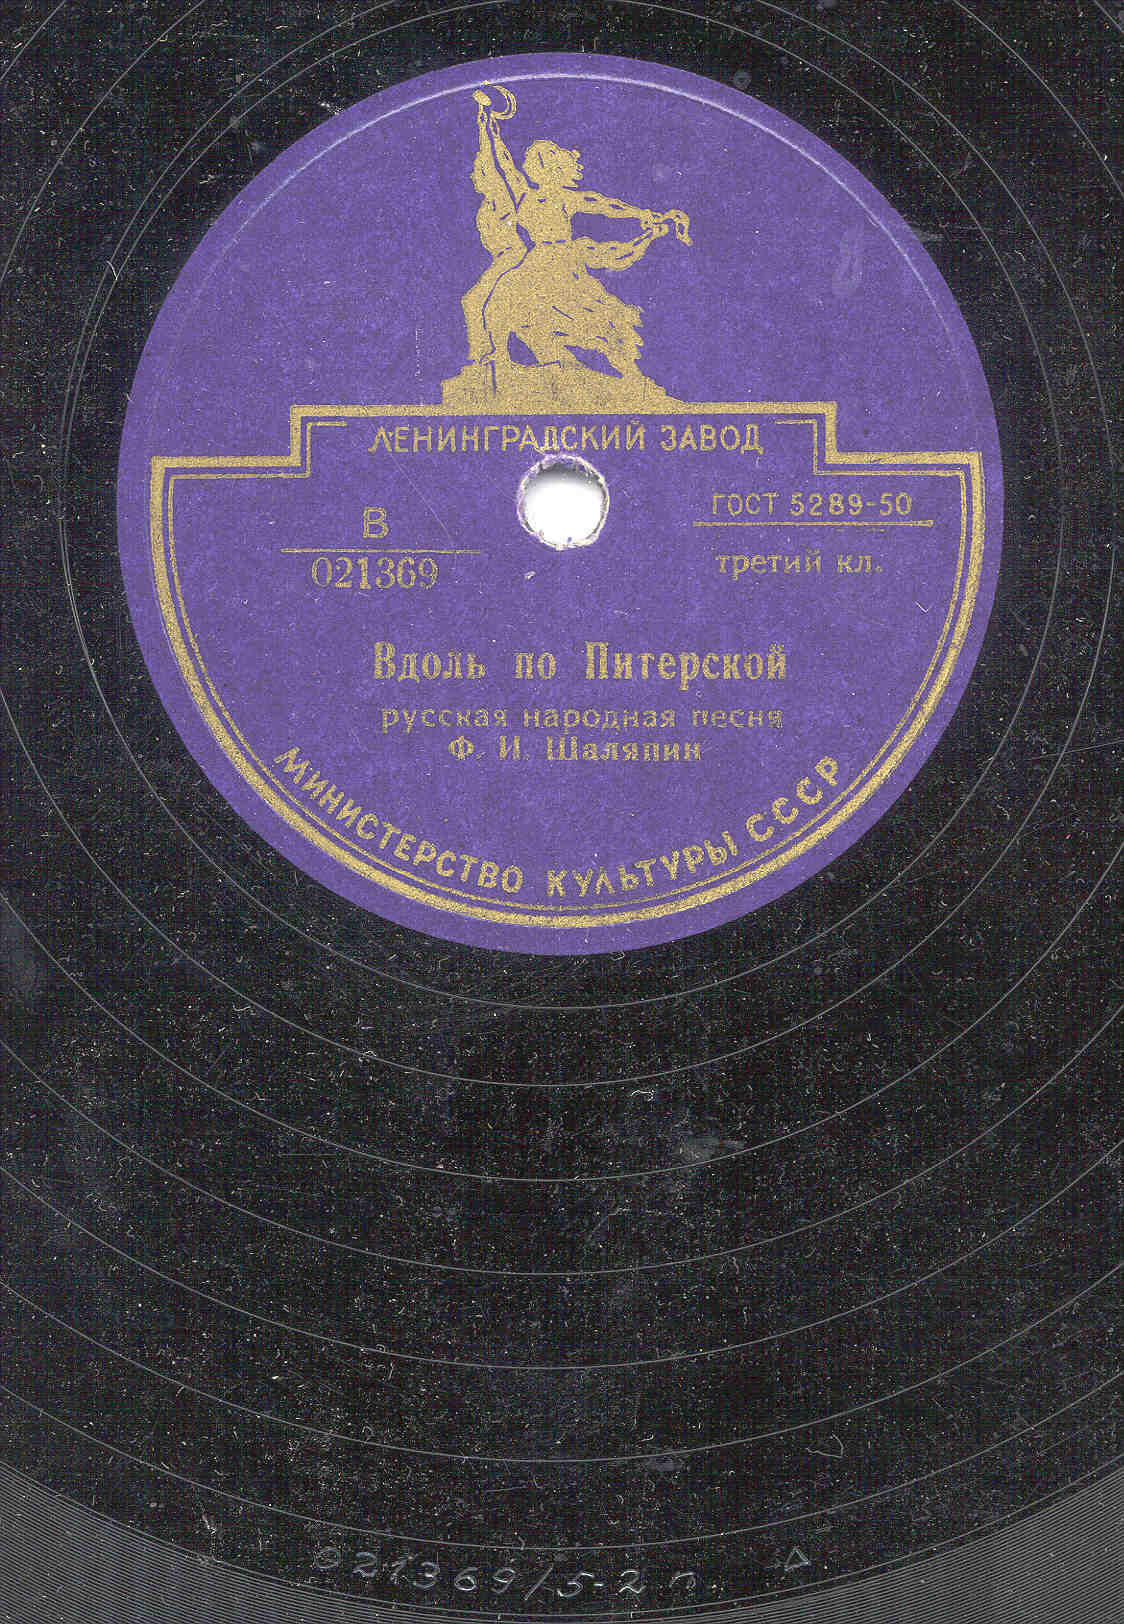 ЛЕНИНГРАДСКИЙ ЗАВОД
В
021369
ГОСТ 5289-50
третий кл.
Вдоль по Питерской
русская народная песня
Ф. И. Шаляпин
МИНИСТЕРСТВО КУЛЬТУРЫ СССР
021369/5-2 п.